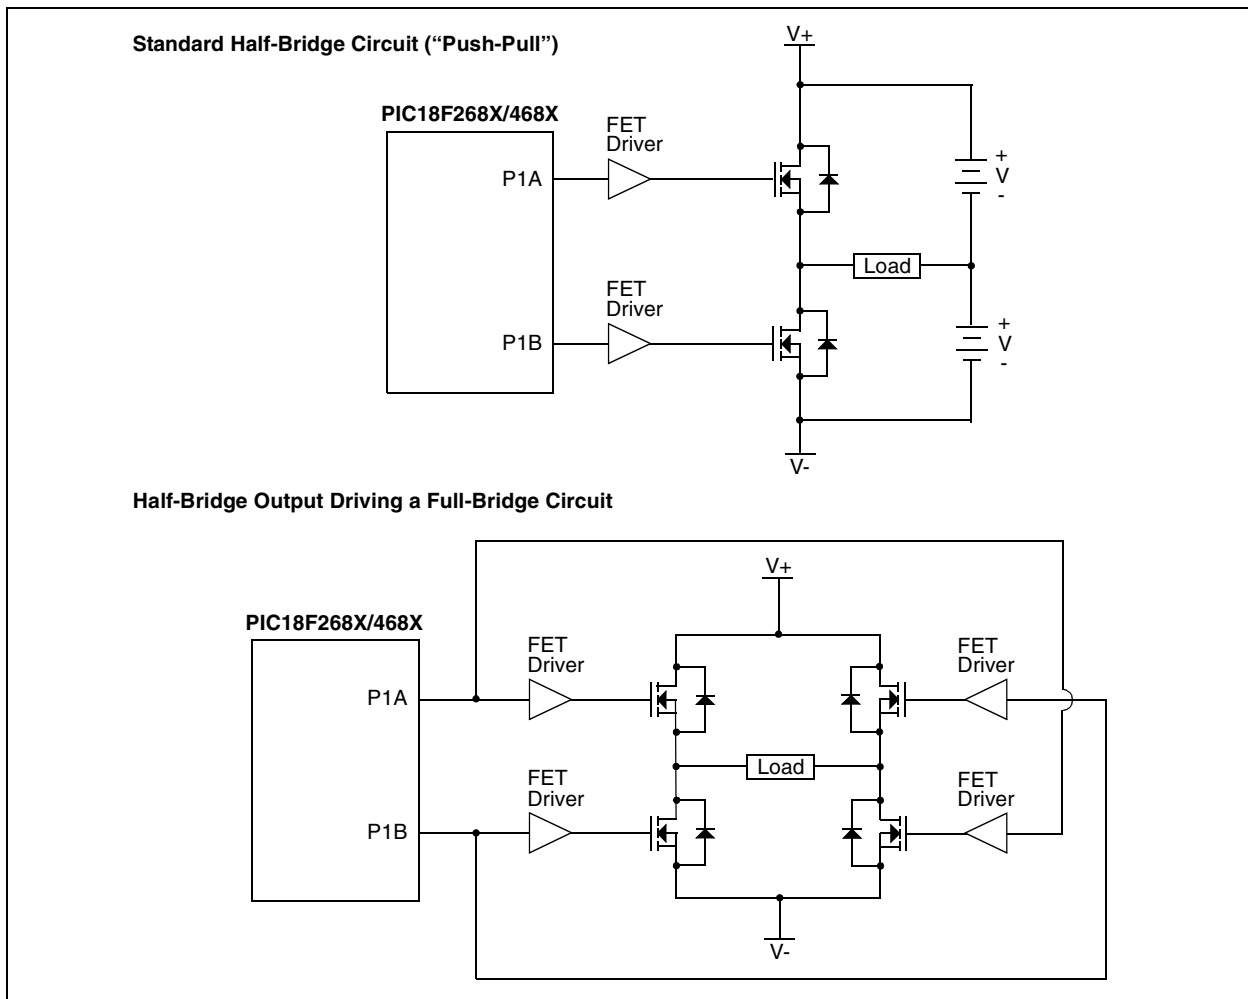 Standard Half-Bridge Circuit (“Push-Pull”)
V+
PIC18F268X/468X
FET
Driver
P1A
+
V
-
Load
FET
Driver
P1B
+
V
-
V-
Half-Bridge Output Driving a Full-Bridge Circuit
V+
PIC18F268X/468X
FET
Driver
FET
Driver
P1A
Load
FET
Driver
FET
Driver
P1B
V-